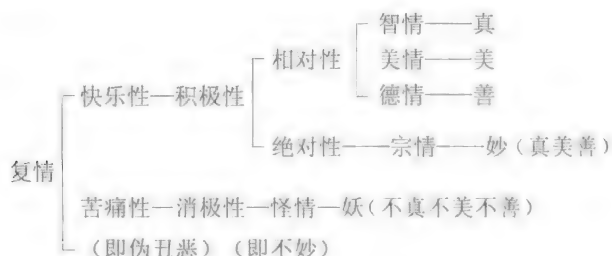 智情——真
相对性 美情——美
快乐性—积极性 德情——善
绝对性——宗情——妙（真美善）
复情
苦痛性—消极性—怪情—妖（不真不美不善）
（即伪丑恶）（即不妙）